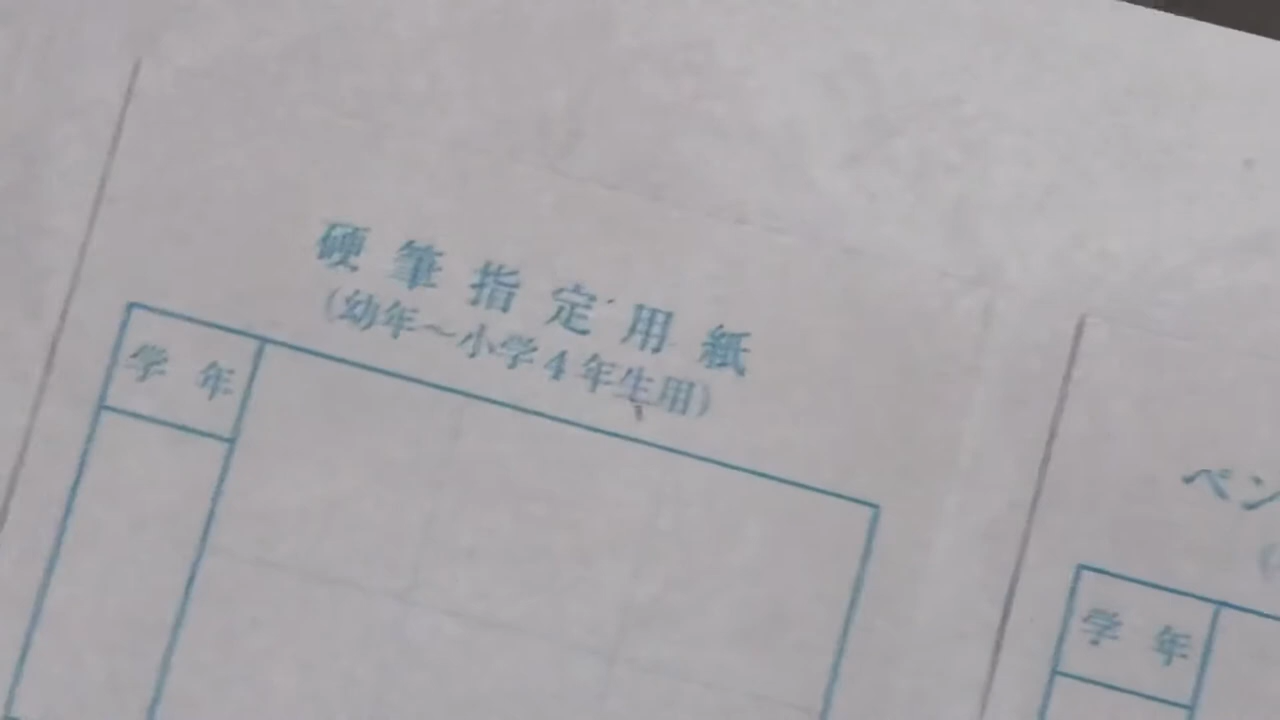 硬筆指定用紙
(幼年～小学4年生用)
学年
ペン
学年